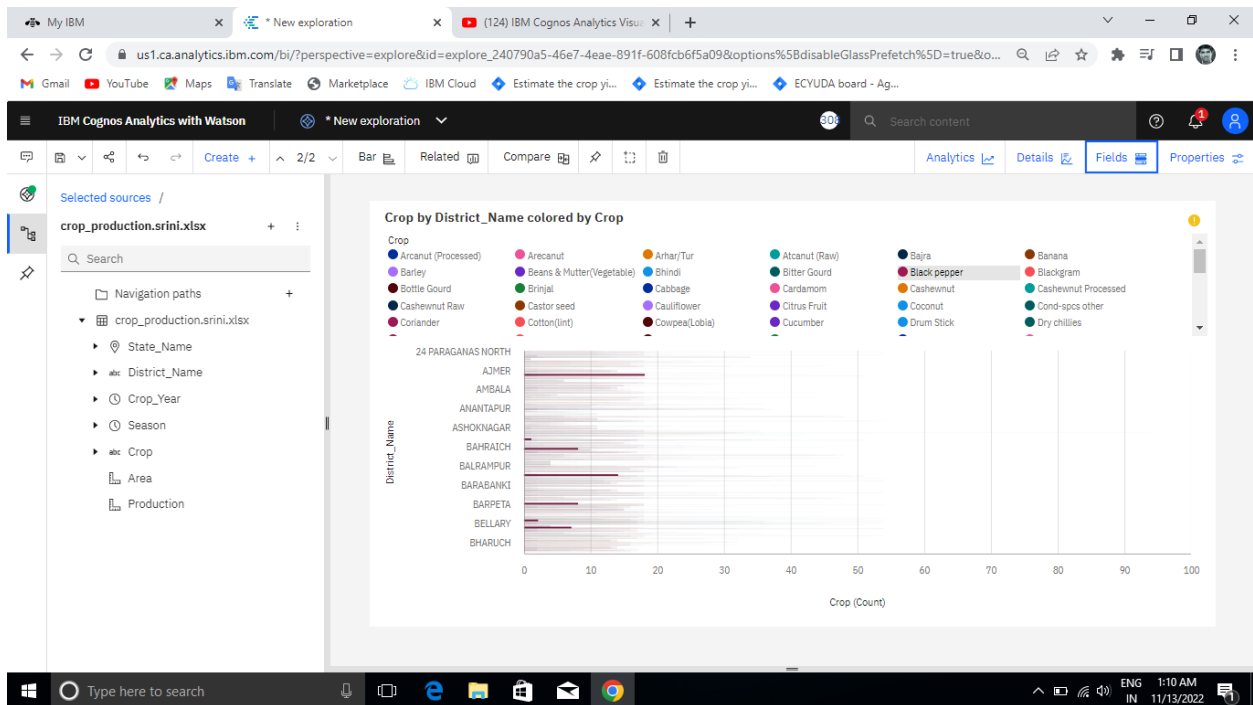 My IBM
* New exploration
(124) IBM Cognos Analytics Visua
us1.ca.analytics.ibm.com/bi/?perspective=explore&id=explore_240790a5-46e7-4eae-891f-608fcb6f5a09&options%5BdisableGlassPrefetch%5D=true&o...
Gmail YouTube Maps Translate Marketplace IBM Cloud Estimate the crop yi... Estimate the crop yi... ECYUDA board - Ag...
IBM Cognos Analytics with Watson * New exploration 308 Search content 1
Create + 2/2 Bar Related Compare Analytics Details Fields Properties
Selected sources /
crop_production.srini.xlsx
Search
Navigation paths
crop_production.srini.xlsx
State_Name
abc District_Name
Crop_Year
Season
abc Crop
Area
Production
Crop by District_Name colored by Crop
Crop
Arcanut (Processed) Arecanut Arhar/Tur Atcanut (Raw) Bajra Banana
Barley Beans & Mutter(Vegetable) Bhindi Bitter Gourd Black pepper Blackgram
Bottle Gourd Brinjal Cabbage Cardamom Cashewnut Cashewnut Processed
Cashewnut Raw Castor seed Cauliflower Citrus Fruit Coconut Cond-spcs other
Coriander Cotton(lint) Cowpea(Lobia) Cucumber Drum Stick Dry chillies
24 PARAGANAS NORTH
AJMER
AMBALA
ANANTAPUR
ASHOKNAGAR
BAHRAICH
BALRAMPUR
BARABANKI
BARPETA
BELLARY
BHARUCH
District_Name
0 10 20 30 40 50 60 70 80 90 100
Crop (Count)
Type here to search
ENG 1:10 AM
IN 11/13/2022
1